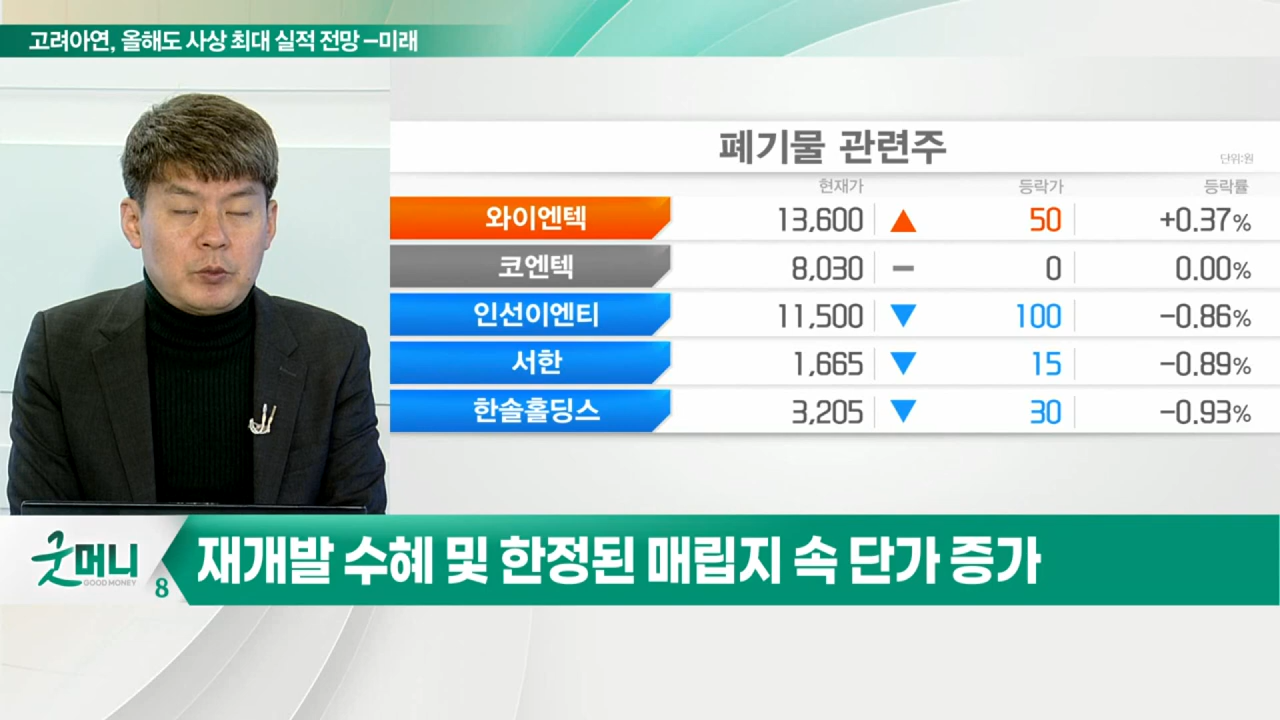 고려아연, 올해도 사상 최대 실적 전망 -미래
폐기물 관련주
단위:원
현재가 등락가 등락률
와이엔텍 13,600 ▲ 50 +0.37%
코엔텍 8,030 - 0 0.00%
인선이엔티 11,500 ▼ 100 -0.86%
서한 1,665 ▼ 15 -0.89%
한솔홀딩스 3,205 ▼ 30 -0.93%
굿머니
GOOD MONEY
8
재개발 수혜 및 한정된 매립지 속 단가 증가